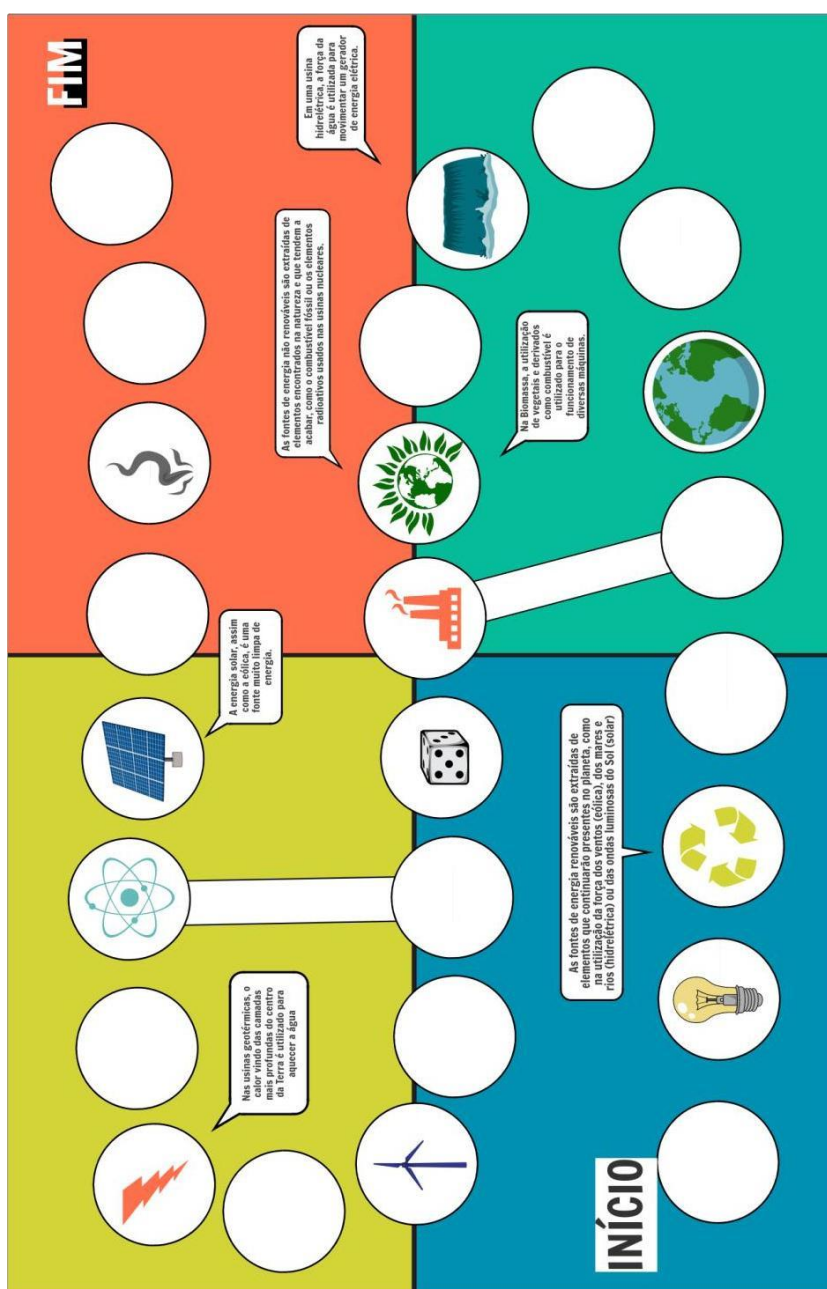 FIM
Em uma usina
hidrelétrica, a força da
água é utilizada para
movimentar um gerador
de energia elétrica.
As fontes de energia não renováveis são extraídas de
elementos encontrados na natureza e que tendem a
acabar, como o combustível fóssil ou os elementos
radioativos usados nas usinas nucleares.
Na Biomassa, a utilização
de vegetais e derivados
como combustível é
utilizado para o
funcionamento de
diversas máquinas.
A energia solar, assim
como a eólica, é uma
fonte muito limpa de
energia.
As fontes de energia renováveis são extraídas de
elementos que continuarão presentes no planeta, como
na utilização da força dos ventos (eólica), dos mares e
rios (hidrelétrica) ou das ondas luminosas do Sol (solar)
Nas usinas geotérmicas, o
calor vindo das camadas
mais profundas do centro
da Terra é utilizado para
aquecer a água
INÍCIO